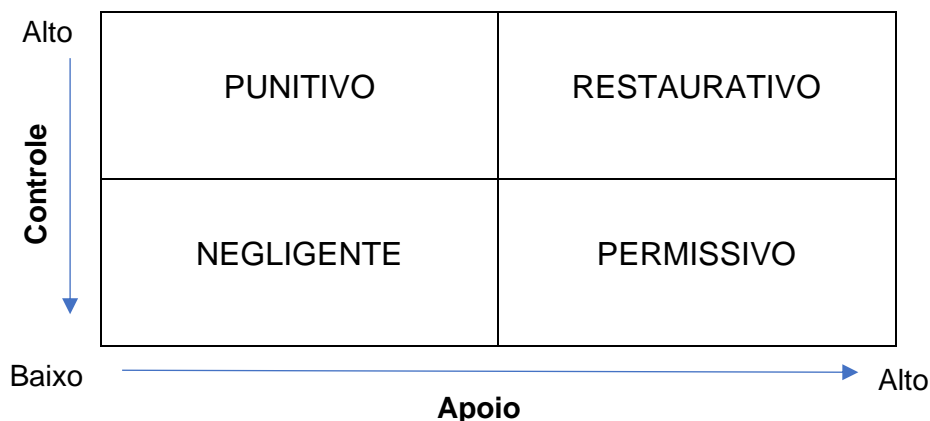 Alto
PUNITIVO
RESTAURATIVO
Controle
NEGLIGENTE
PERMISSIVO
Baixo
Alto
Apoio